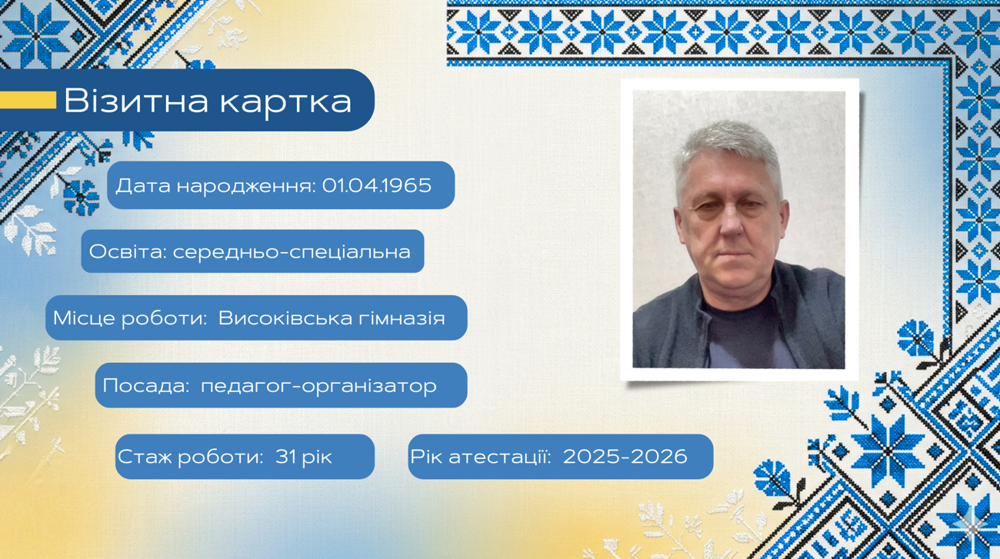 Візитна картка
Дата народження: 01.04.1965
Освіта: середньо-спеціальна
Місце роботи: Високівська гімназія
Посада: педагог-організатор
Стаж роботи: 31 рік
Рік атестації: 2025-2026